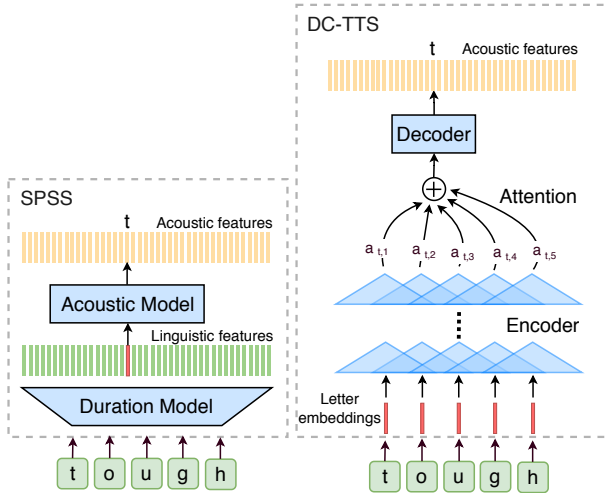 SPSS
t
Acoustic features
Acoustic Model
Linguistic features
Duration Model
t o u g h
DC-TTS
t
Acoustic features
Decoder
Attention
a t,1 a t,2 a t,3 a t,4 a t,5
Encoder
Letter
embeddings
t o u g h